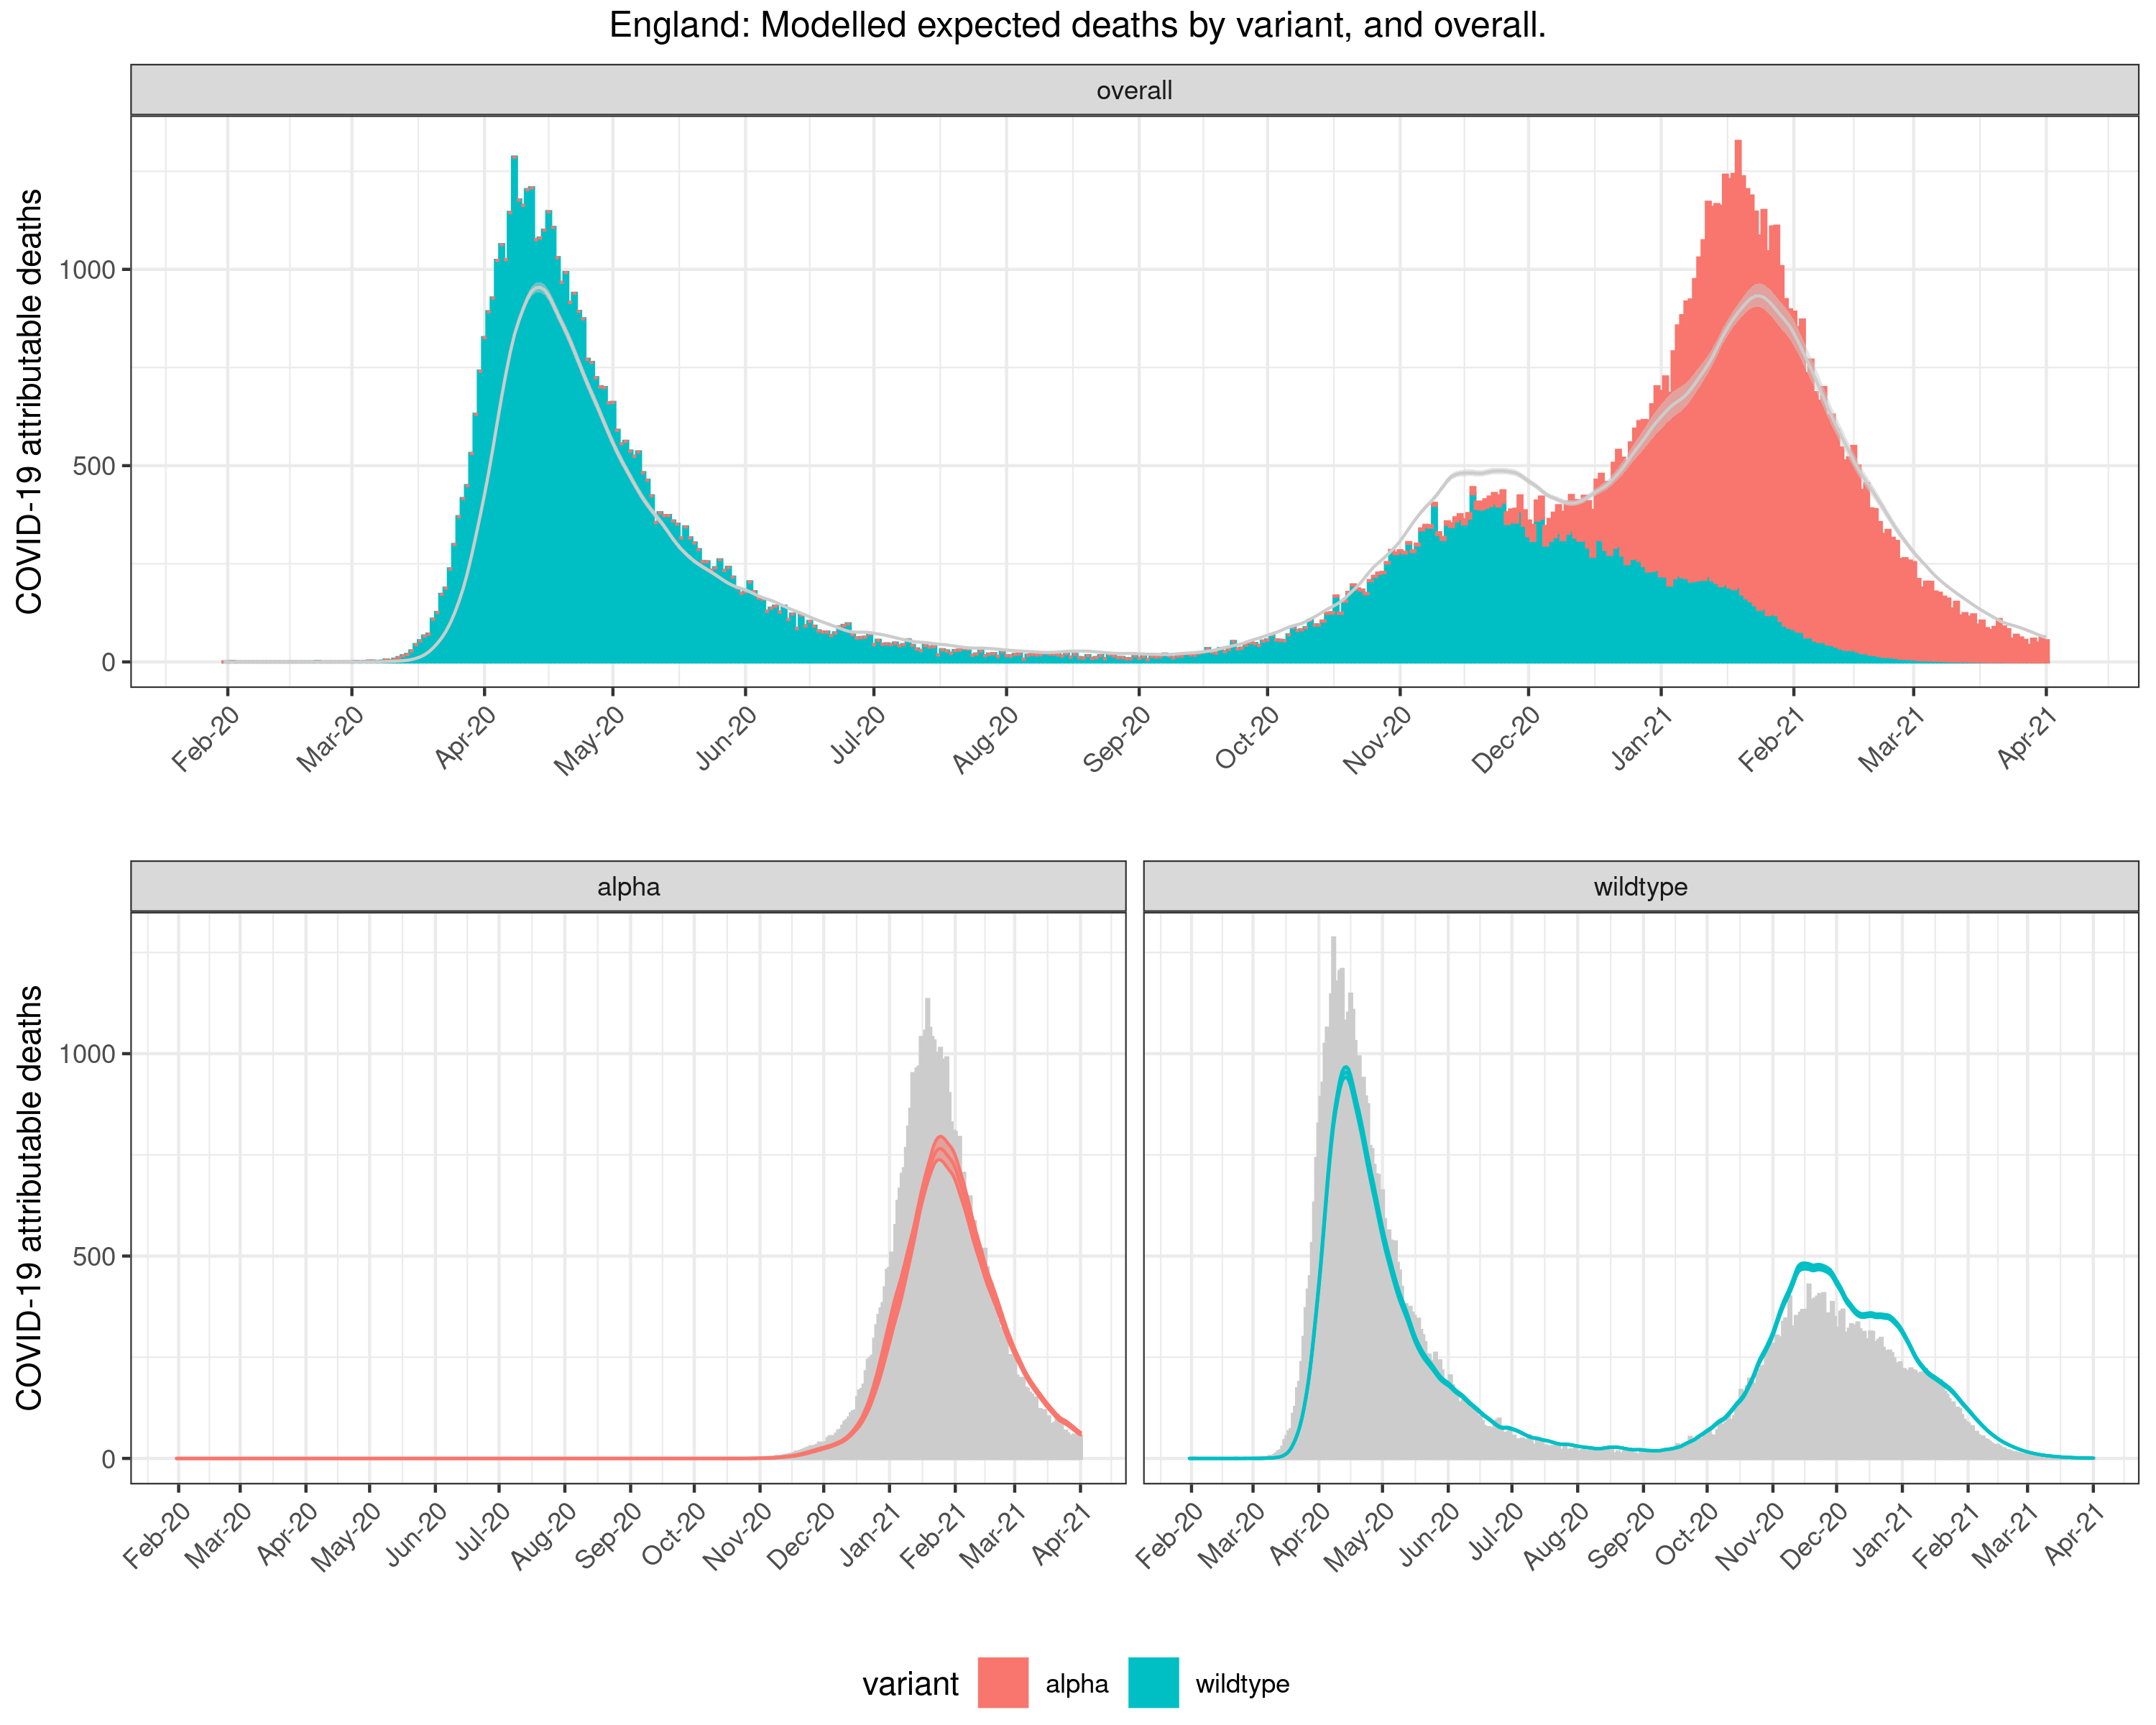 England: Modelled expected deaths by variant, and overall.
overall
COVID-19 attributable deaths
1000
500
0
Feb-20 Mar-20 Apr-20 May-20 Jun-20 Jul-20 Aug-20 Sep-20 Oct-20 Nov-20 Dec-20 Jan-21 Feb-21 Mar-21 Apr-21
alpha wildtype
COVID-19 attributable deaths
1000
500
0
Feb-20 Mar-20 Apr-20 May-20 Jun-20 Jul-20 Aug-20 Sep-20 Oct-20 Nov-20 Dec-20 Jan-21 Feb-21 Mar-21 Apr-21
Feb-20 Mar-20 Apr-20 May-20 Jun-20 Jul-20 Aug-20 Sep-20 Oct-20 Nov-20 Dec-20 Jan-21 Feb-21 Mar-21 Apr-21
variant alpha wildtype